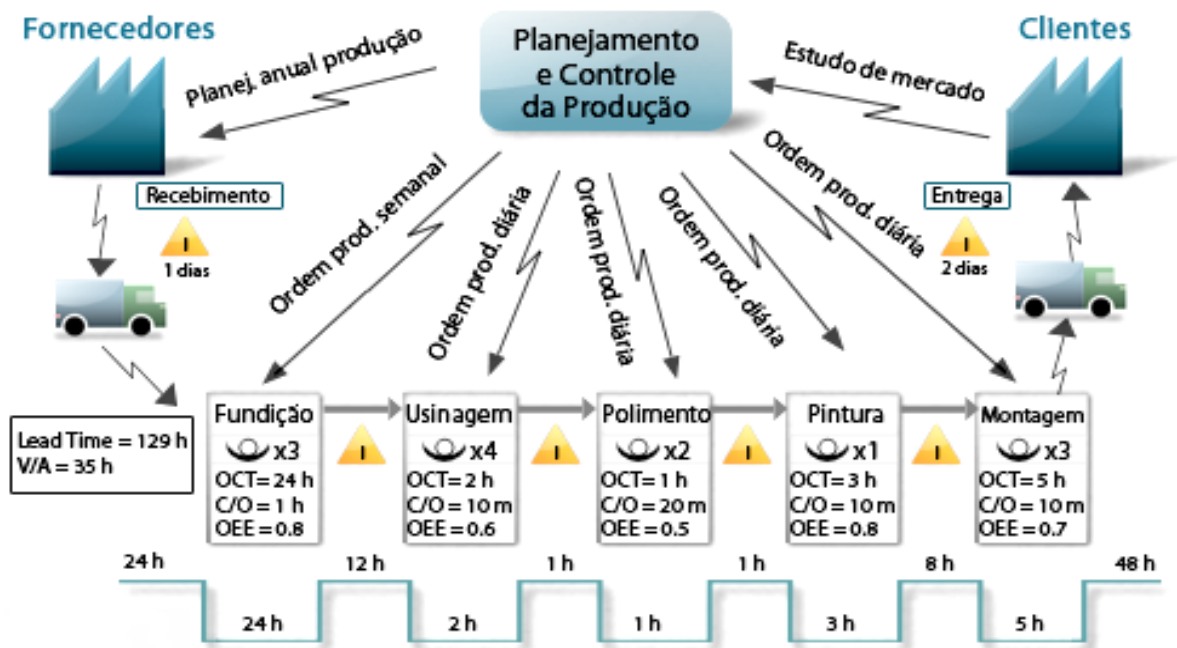 Fornecedores
Clientes
Planejamento
e Controle
da Produção
Planej. anual produção
Estudo de mercado
Recebimento
I
1 dias
Entrega
I
2 dias
Ordem prod. semanal
Ordem prod. diária
Ordem prod. diária
Ordem prod. diária
Ordem prod. diária
Lead Time = 129 h
V/A = 35 h
Fundição
x3
OCT= 24 h
C/O = 1 h
OEE = 0.8
I
Usinagem
x4
OCT= 2 h
C/O = 10 m
OEE = 0.6
I
Polimento
x2
OCT= 1 h
C/O = 20 m
OEE = 0.5
I
Pintura
x1
OCT= 3 h
C/O = 10 m
OEE = 0.8
I
Montagem
x3
OCT= 5 h
C/O = 10 m
OEE = 0.7
24 h 12 h 1 h 1 h 8 h 48 h
24 h 2 h 1 h 3 h 5 h